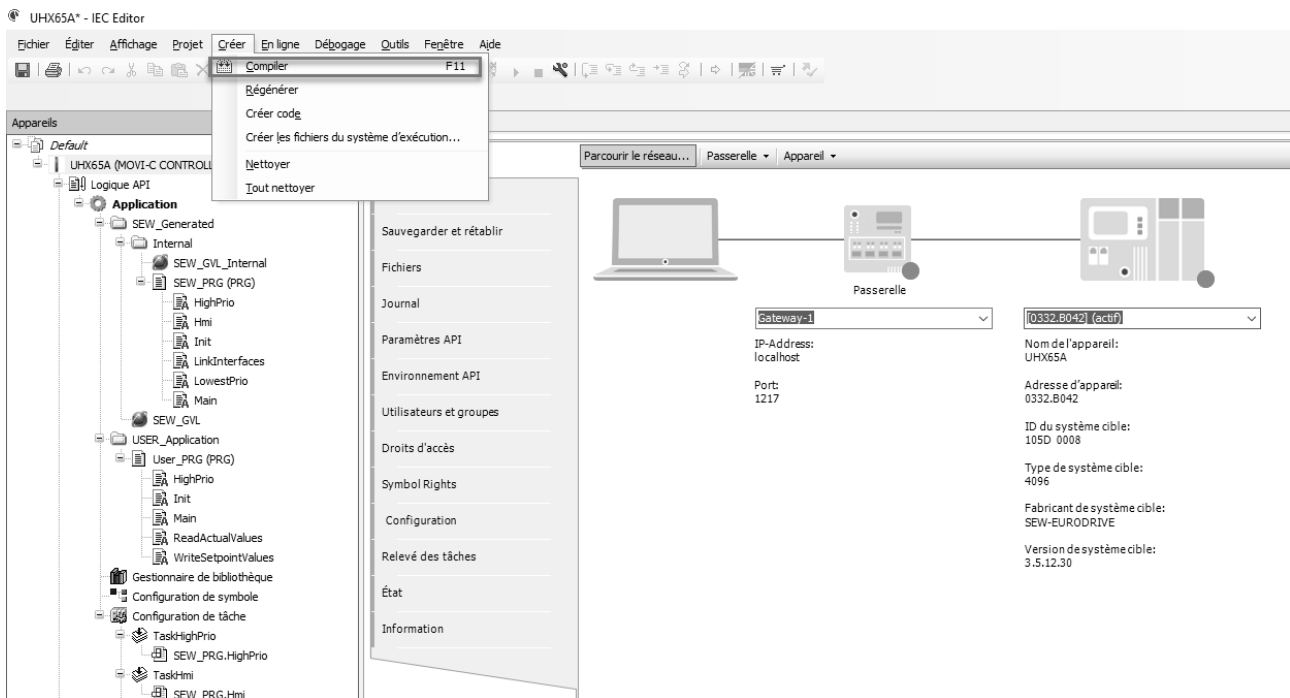 UHX65A* - IEC Editor
Fichier Éditer Affichage Projet Créer En ligne Débogage Outils Fenêtre Aide
Compiler F11
Régénérer
Créer code
Créer les fichiers du système d'exécution...
Nettoyer
Tout nettoyer
Appareils
Default
UHX65A (MOVI-C CONTROLL
Logique API
Application
SEW_Generated
Internal
SEW_GVL_Internal
SEW_PRG (PRG)
HighPrio
Hmi
Init
LinkInterfaces
LowestPrio
Main
SEW_GVL
USER_Application
User_PRG (PRG)
HighPrio
Init
Main
ReadActualValues
WriteSetpointValues
Gestionnaire de bibliothèque
Configuration de symbole
Configuration de tâche
TaskHighPrio
SEW_PRG.HighPrio
TaskHmi
SEW_PRG.Hmi
Sauvegarder et rétablir
Fichiers
Journal
Paramètres API
Environnement API
Utilisateurs et groupes
Droits d'accès
Symbol Rights
Configuration
Relevé des tâches
État
Information
Parcourir le réseau... Passerelle Appareil
Passerelle
Gateway-1
IP-Address:
localhost
Port:
1217
[0332.B042] (actif)
Nom de l'appareil:
UHX65A
Adresse d'appareil:
0332.B042
ID du système cible:
105D 0008
Type de système cible:
4096
Fabricant de système cible:
SEW-EURODRIVE
Version de système cible:
3.5.12.30